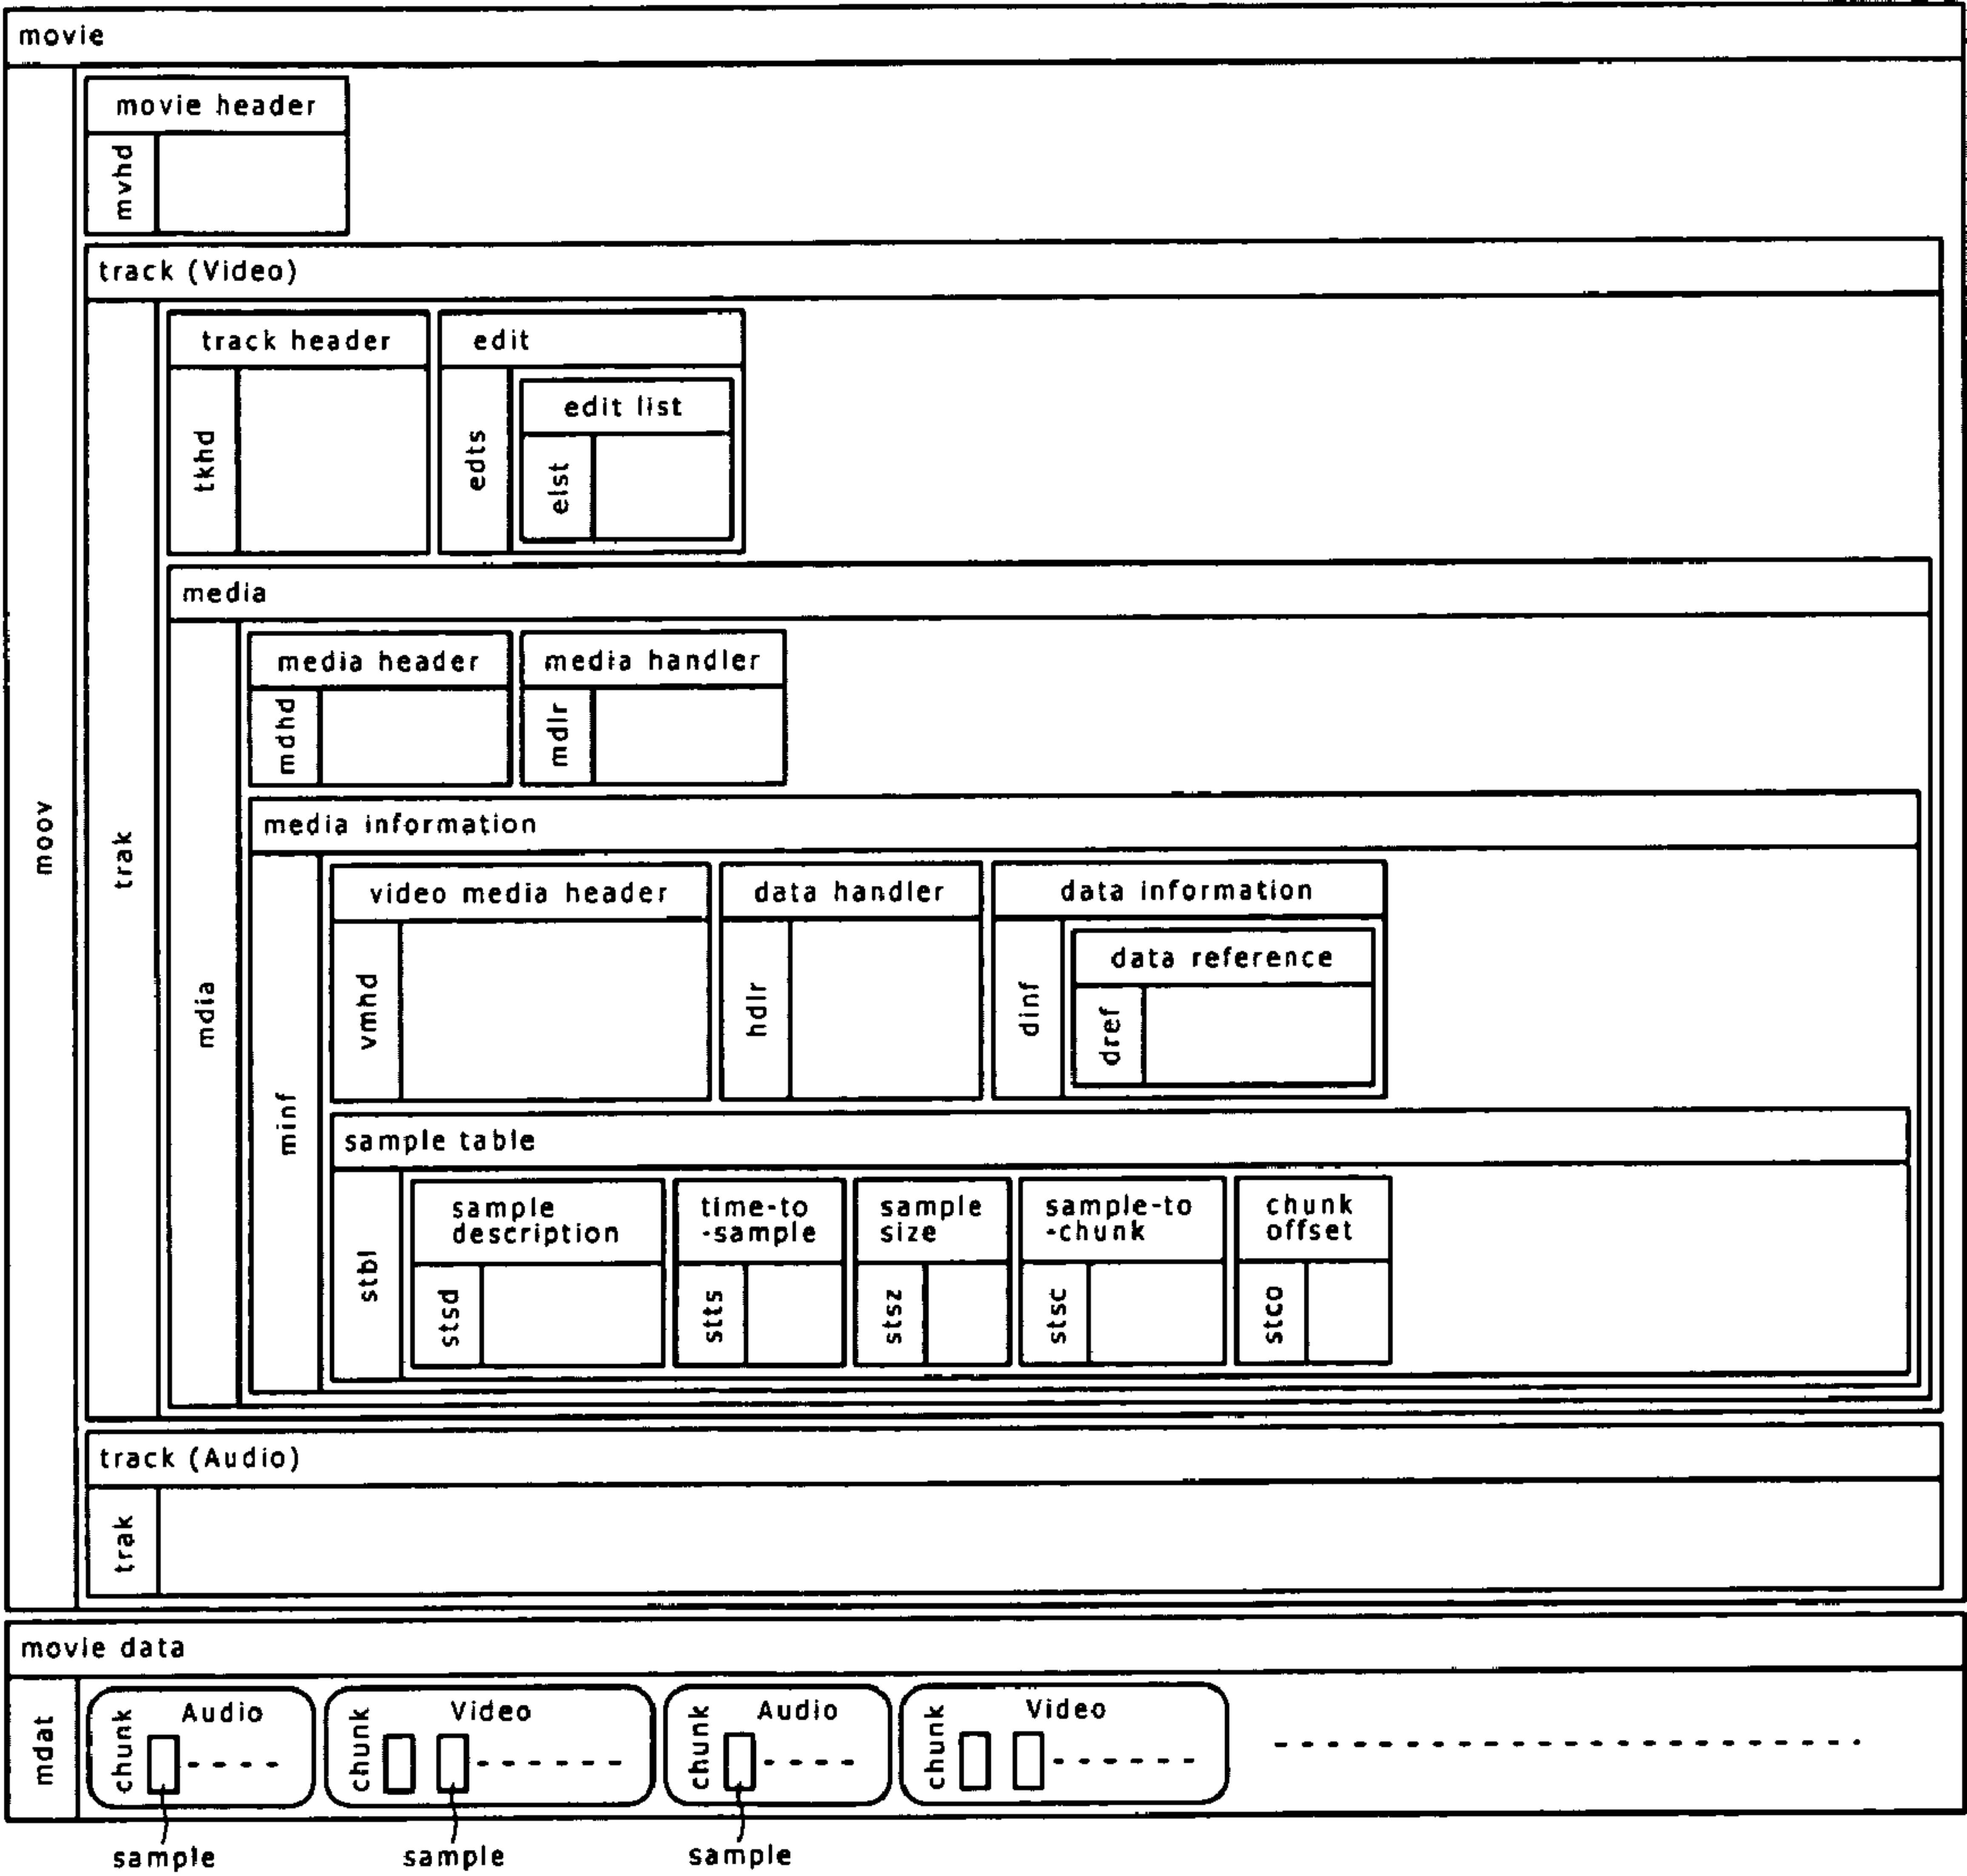 movie
movie header
mvhd
track (Video)
track header
edit
tkhd
edts
edit list
elst
media
media header
media handler
mdhd
mdlr
moov
trak
media information
mdia
minf
video media header
data handler
data information
vmhd
hdlr
dinf
data reference
dref
sample table
stbl
sample
description
time-to
-sample
sample
size
sample-to
-chunk
chunk
offset
stsd
stts
stsz
stsc
stco
track (Audio)
trak
movie data
mdat
chunk
Audio
chunk
Video
chunk
Audio
chunk
Video
sample
sample
sample